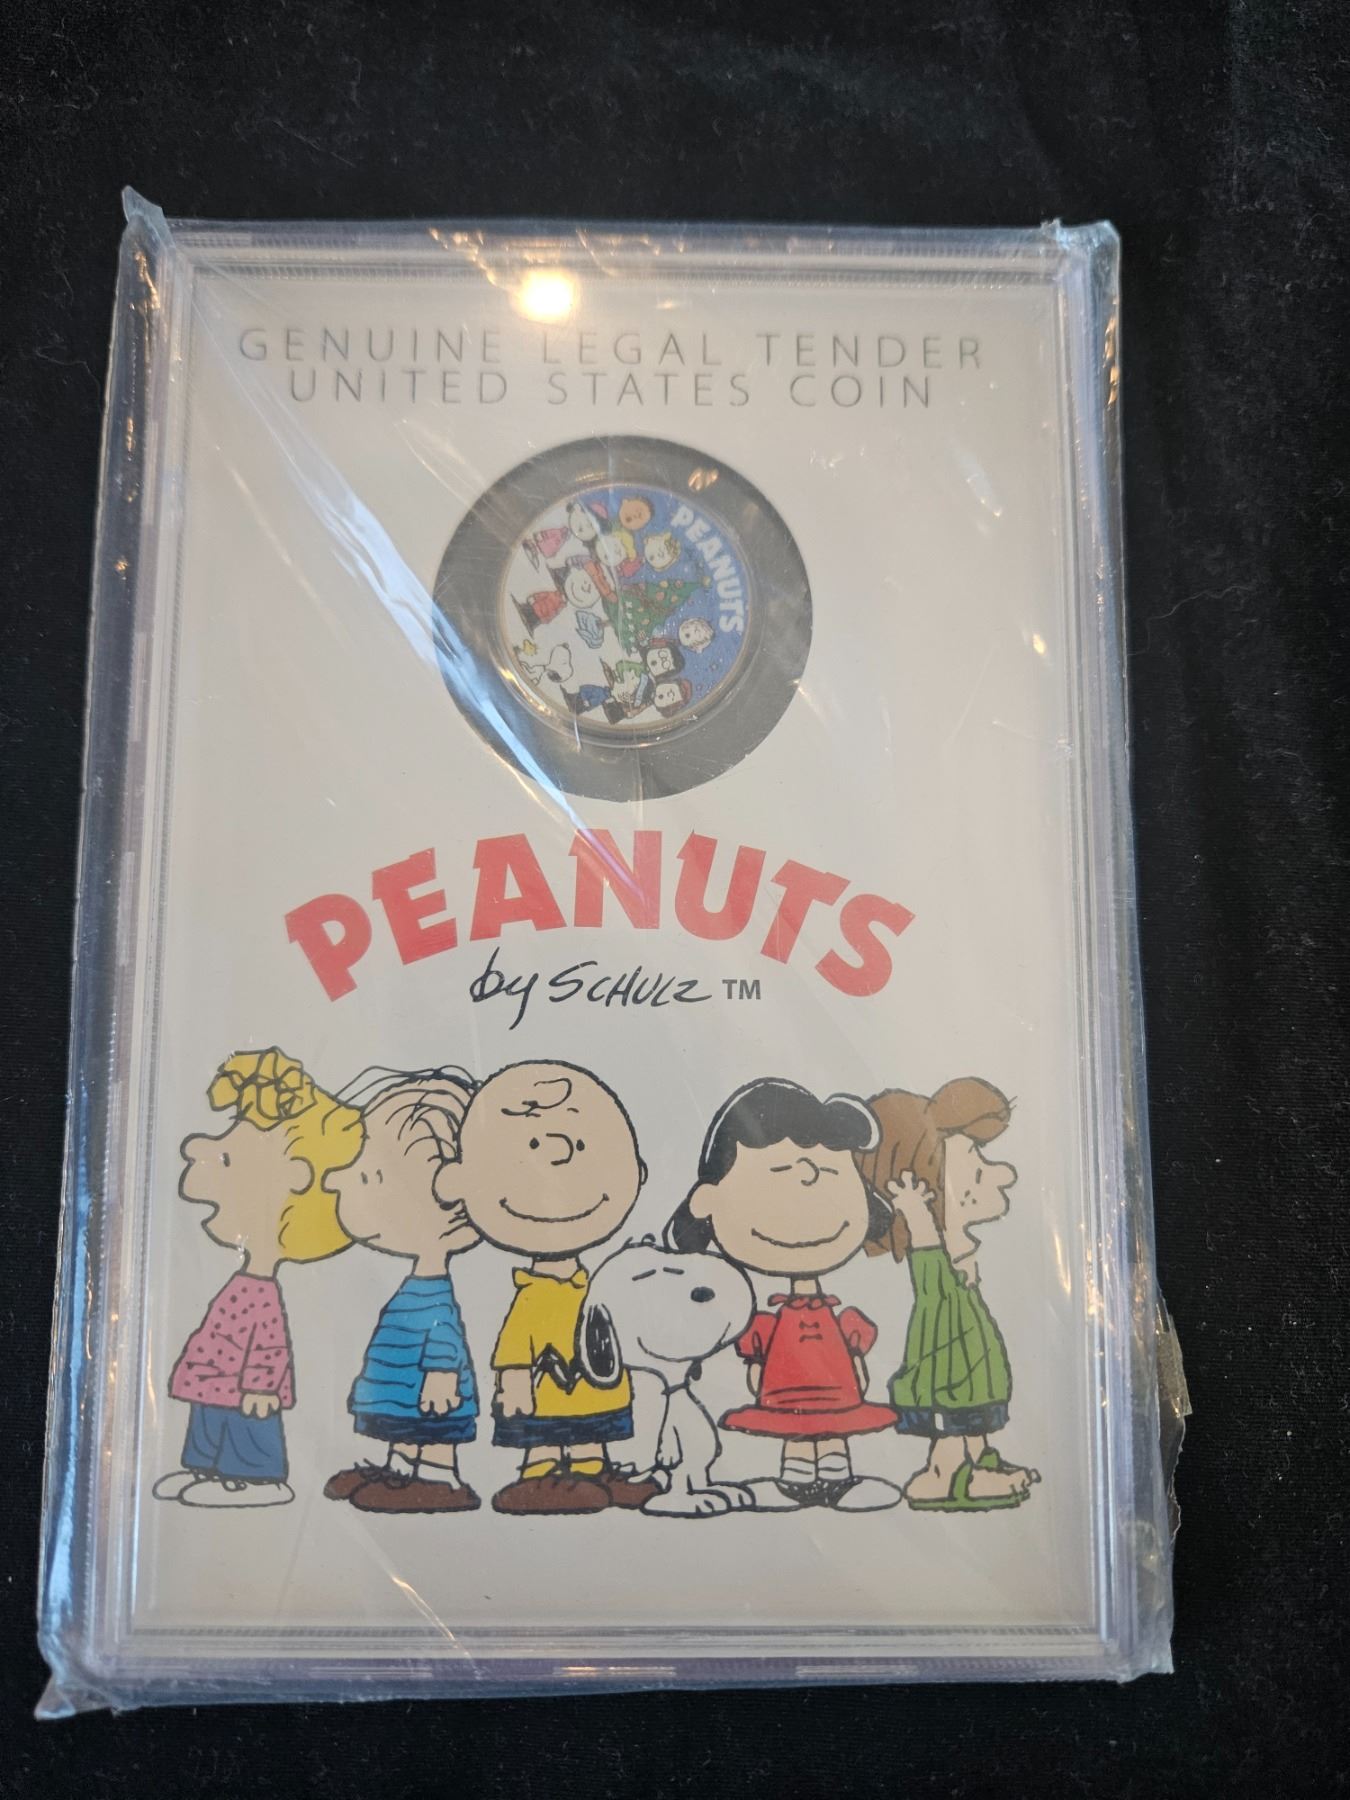 GENUINE LEGAL TENDER
UNITED STATES COIN
PEANUTS
PEANUTS
by SCHULZ TM